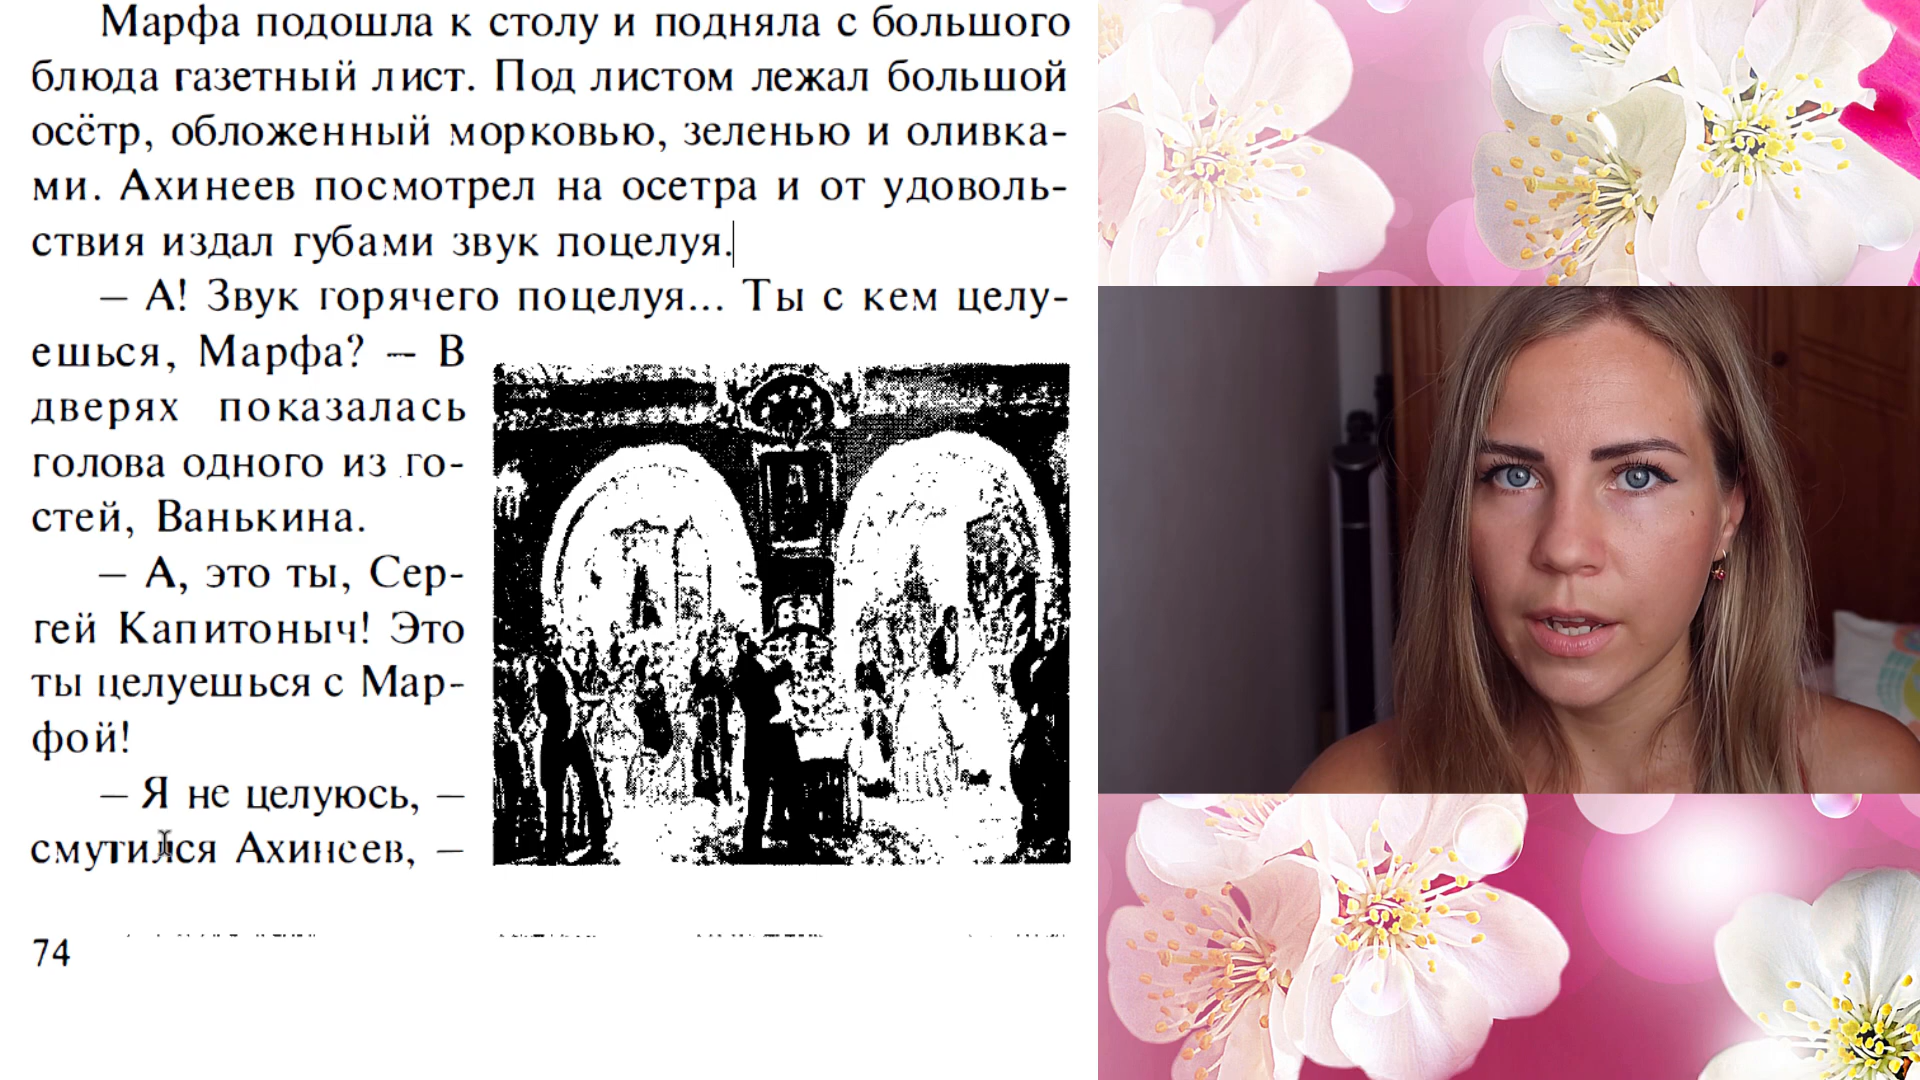 Марфа подошла к столу и подняла с большого
блюда газетный лист. Под листом лежал большой
осётр, обложенный морковью, зеленью и оливка-
ми. Ахинеев посмотрел на осетра и от удоволь-
ствия издал губами звук поцелуя.
– А! Звук горячего поцелуя... Ты с кем целу-
ешься, Марфа? – В
дверях показалась
голова одного из го-
стей, Ванькина.
– А, это ты, Сер-
гей Капитоныч! Это
ты целуешься с Мар-
фой!
– Я не целуюсь, –
смутился Ахинеев, –
74